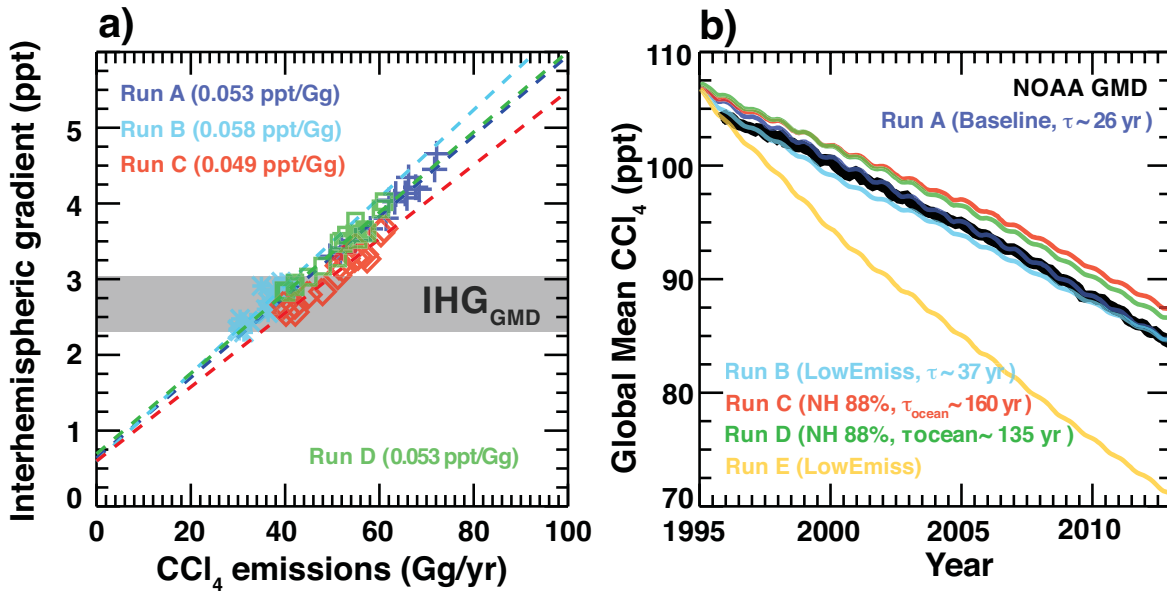 a)
Interhemispheric gradient (ppt)
5
4
3
2
1
0
Run A (0.053 ppt/Gg)
Run B (0.058 ppt/Gg)
Run C (0.049 ppt/Gg)
IHG_GMD
Run D (0.053 ppt/Gg)
0 20 40 60 80 100
CCl₄ emissions (Gg/yr)
b)
Global Mean CCl₄ (ppt)
110
100
90
80
70
NOAA GMD
Run A (Baseline, τ~ 26 yr )
Run B (LowEmiss, τ~ 37 yr)
Run C (NH 88%, τ_ocean~ 160 yr)
Run D (NH 88%, τocean~ 135 yr )
Run E (LowEmiss)
1995 2000 2005 2010
Year